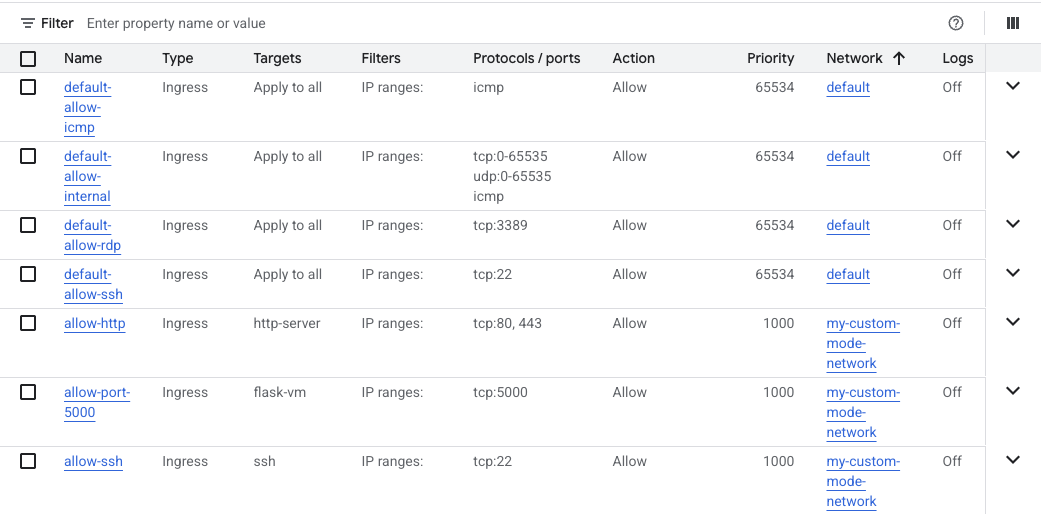 Filter Enter property name or value
Name Type Targets Filters Protocols / ports Action Priority Network Logs
default- Ingress Apply to all IP ranges: icmp Allow 65534 default Off
allow-
icmp
default- Ingress Apply to all IP ranges: tcp:0-65535 Allow 65534 default Off
allow- udp:0-65535
internal icmp
default- Ingress Apply to all IP ranges: tcp:3389 Allow 65534 default Off
allow-rdp
default- Ingress Apply to all IP ranges: tcp:22 Allow 65534 default Off
allow-ssh
allow-http Ingress http-server IP ranges: tcp:80, 443 Allow 1000 my-custom- Off
mode-
network
allow-port- Ingress flask-vm IP ranges: tcp:5000 Allow 1000 my-custom- Off
5000 mode-
network
allow-ssh Ingress ssh IP ranges: tcp:22 Allow 1000 my-custom- Off
mode-
network